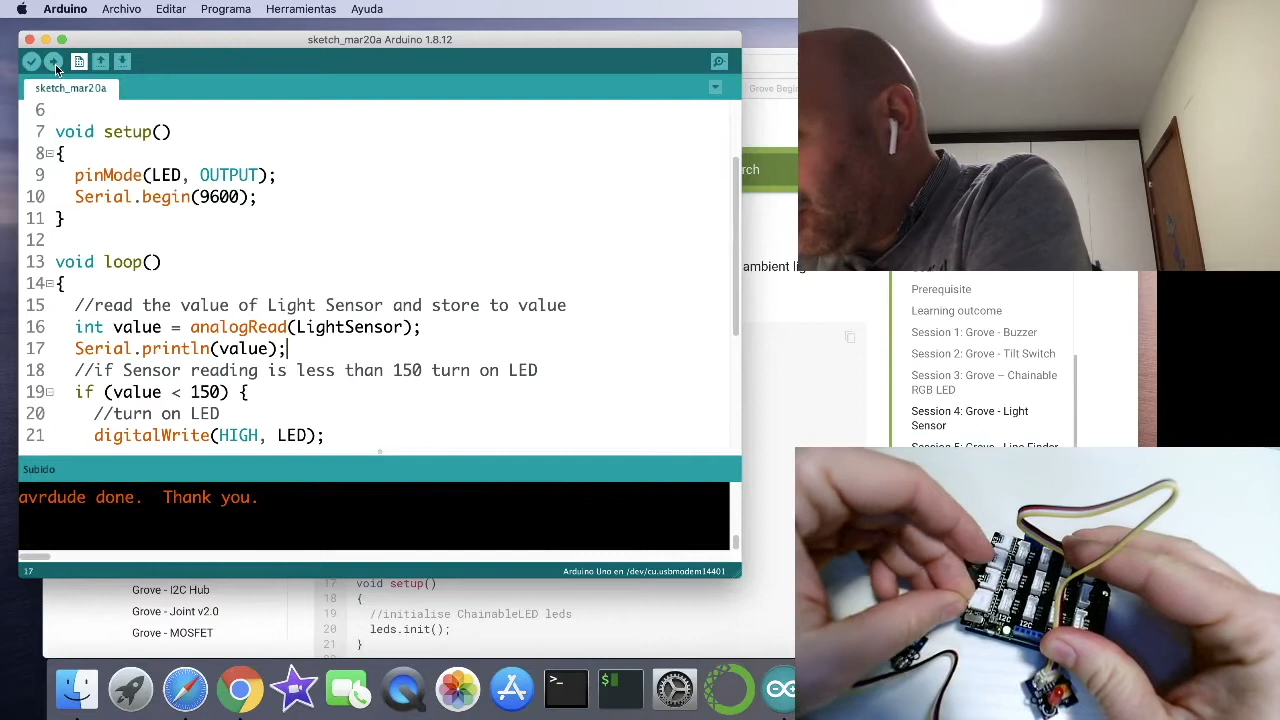 Arduino Archivo Editar Programa Herramientas Ayuda
sketch_mar20a Arduino 1.8.12
sketch_mar20a
Grove Begi
6
7 void setup()
8 {
9 pinMode(LED, OUTPUT);
10 Serial.begin(9600);
11 }
12
13 void loop()
14 {
15 //read the value of Light Sensor and store to value
16 int value = analogRead(LightSensor);
17 Serial.println(value);
18 //if Sensor reading is less than 150 turn on LED
19 if (value < 150) {
20 //turn on LED
21 digitalWrite(HIGH, LED);
Subido
avrdude done. Thank you.
17 Arduino Uno en /dev/cu.usbmodem14401
rch
ambient lig
Prerequisite
Learning outcome
Session 1: Grove - Buzzer
Session 2: Grove - Tilt Switch
Session 3: Grove – Chainable
RGB LED
Session 4: Grove - Light
Sensor
Grove - I2C Hub
Grove - Joint v2.0
Grove - MOSFET
17 void setup()
18 {
19 //initialise ChainableLED leds
20 leds.init();
21 }
I2C
I2C